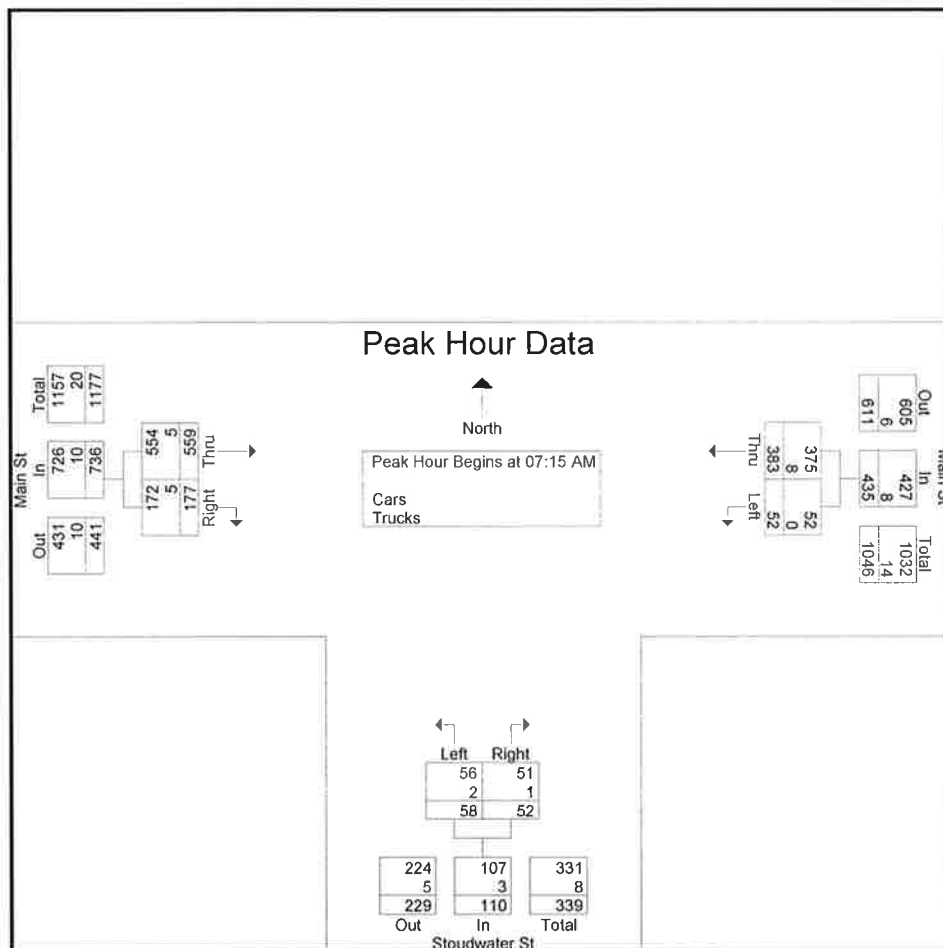 Peak Hour Data
North
Peak Hour Begins at 07:15 AM
Cars
Trucks
Main St
Total
1157
20
1177
In
726
10
736
Out
431
10
441
Thru
554
5
559
Right
172
5
177
Thru
375
8
383
Left
52
0
52
Out
605
6
611
In
427
8
435
Total
1032
14
1046
Main St
Left Right
56 51
2 1
58 52
224 107 331
5 3 8
229 110 339
Out In Total
Stoudwater St